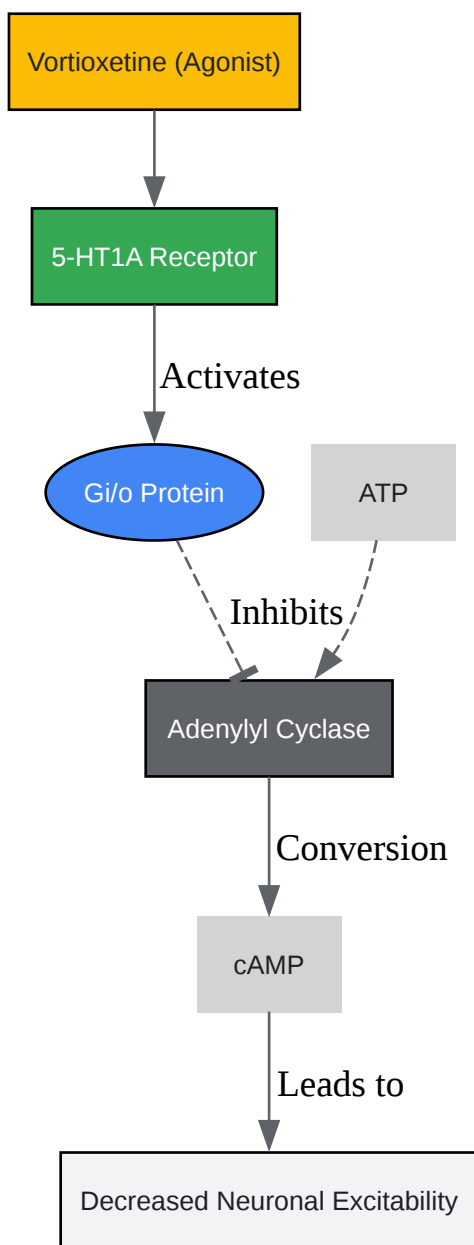 Vortioxetine (Agonist)
5-HT1A Receptor
Activates
Gi/o Protein
ATP
Inhibits
Adenylyl Cyclase
Conversion
cAMP
Leads to
Decreased Neuronal Excitability